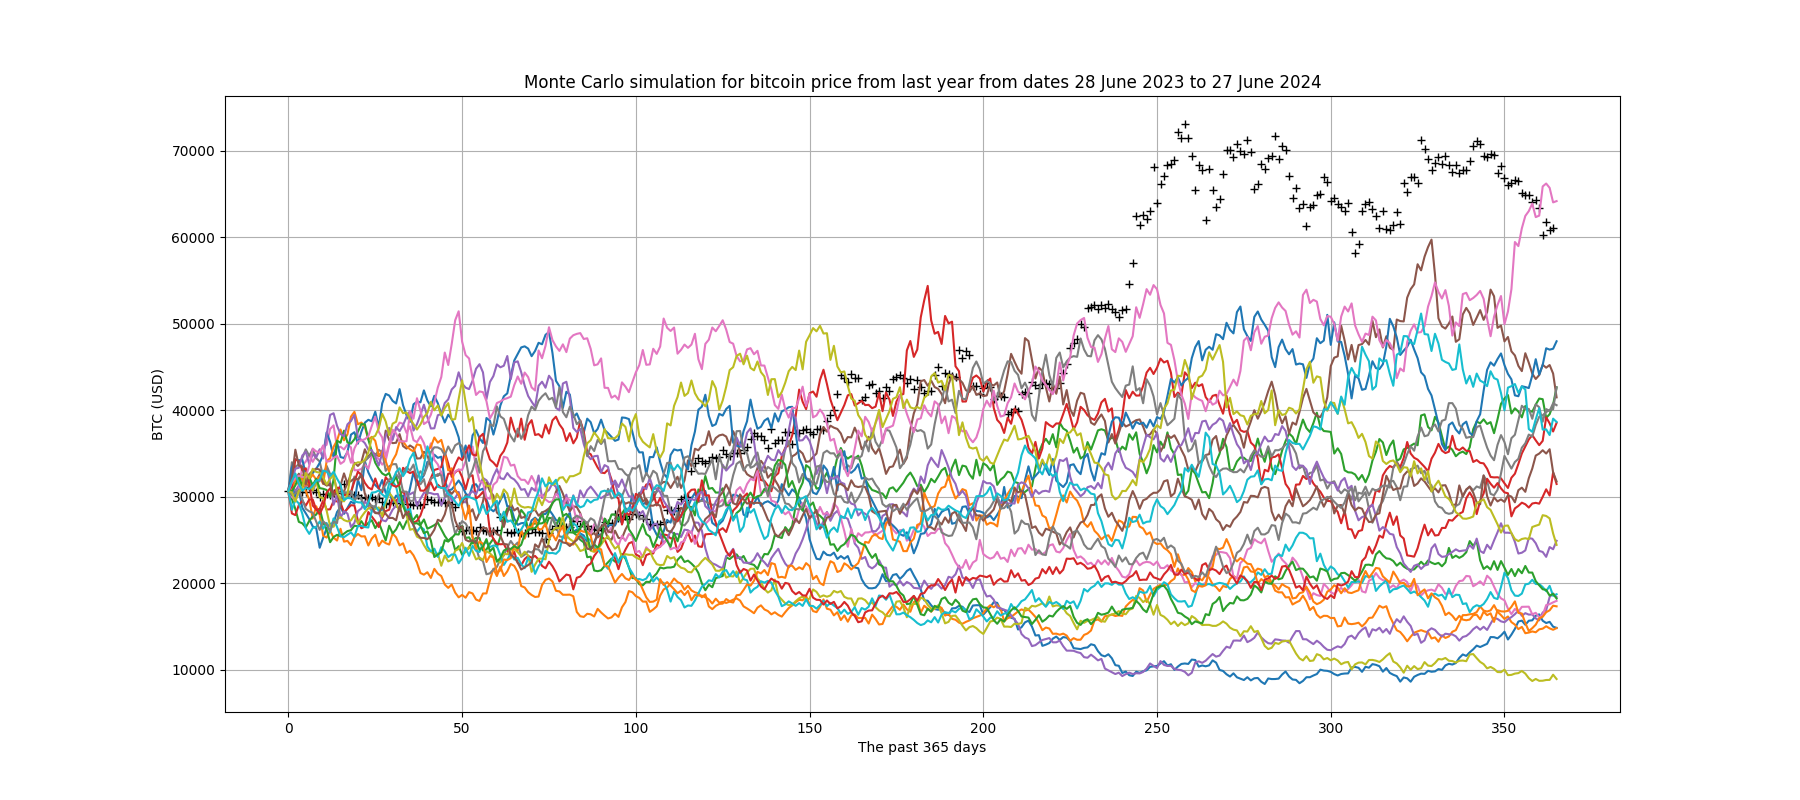 Monte Carlo simulation for bitcoin price from last year from dates 28 June 2023 to 27 June 2024
70000
60000
50000
40000
30000
20000
10000
BTC (USD)
0 50 100 150 200 250 300 350
The past 365 days